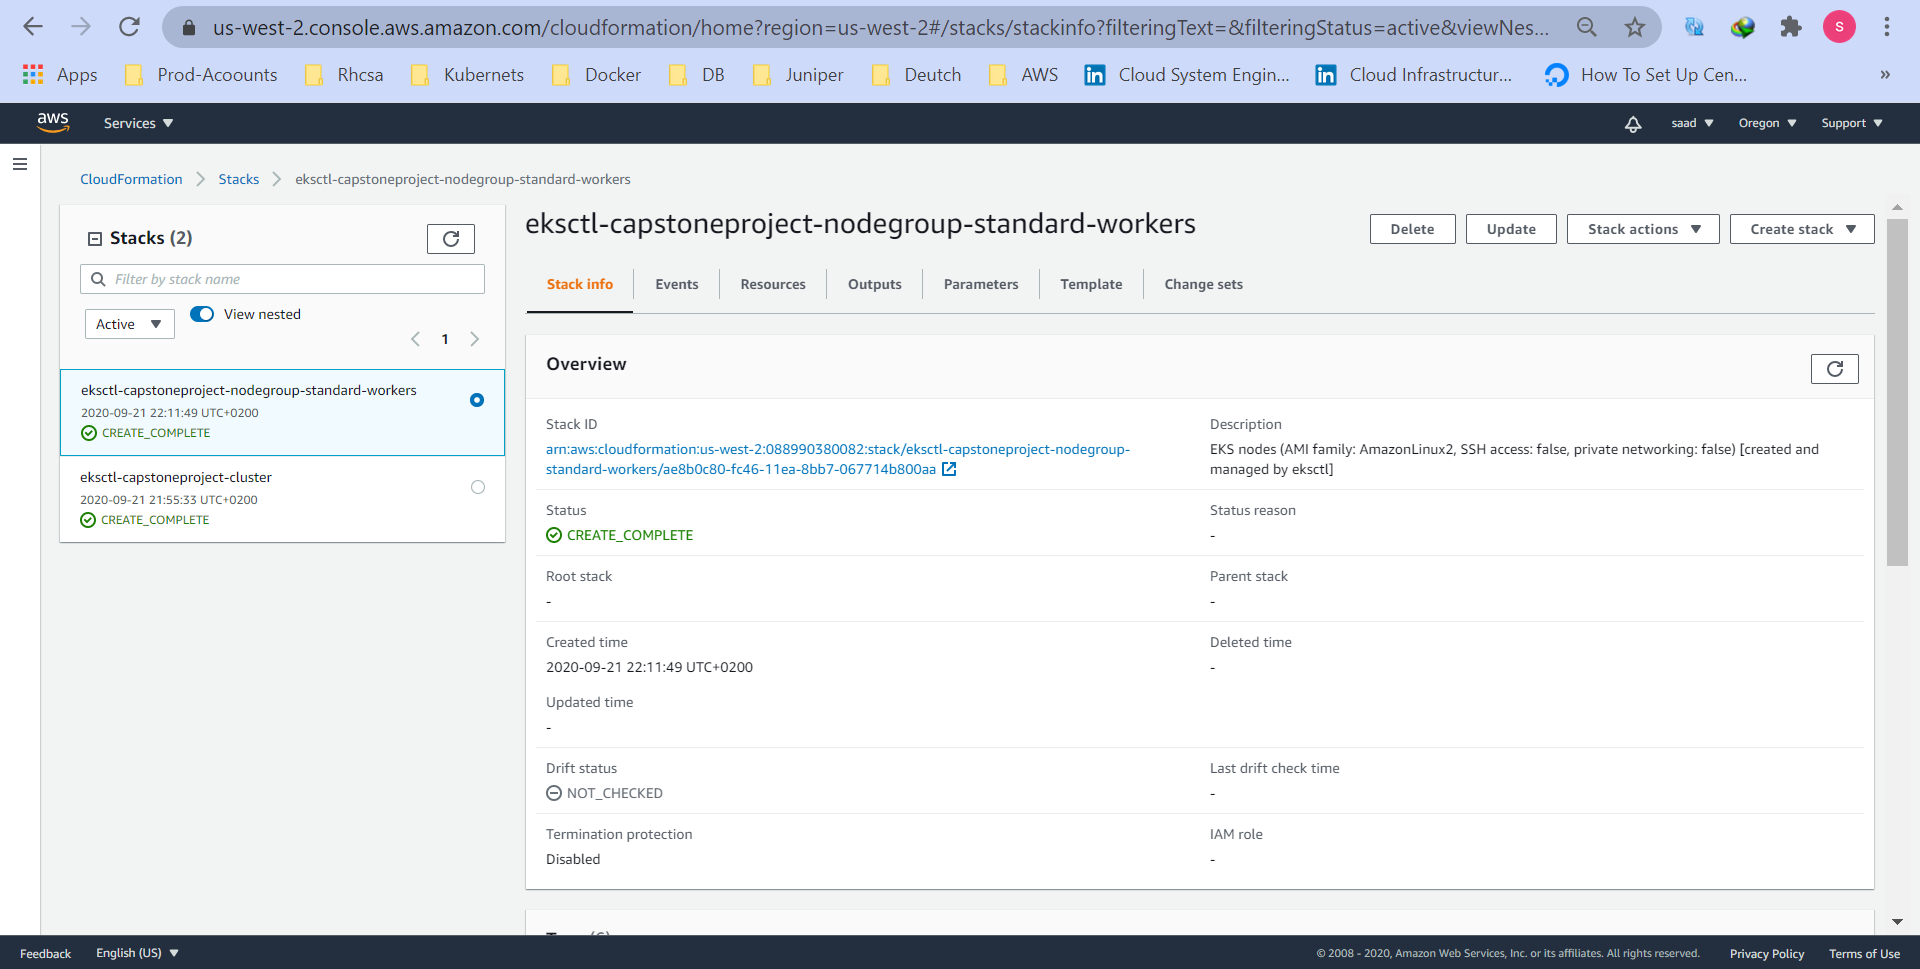 us-west-2.console.aws.amazon.com/cloudformation/home?region=us-west-2#/stacks/stackinfo?filteringText=&filteringStatus=active&viewNes...
S
Apps Prod-Acoounts Rhcsa Kubernets Docker DB Juniper Deutch AWS Cloud System Engin... Cloud Infrastructur... How To Set Up Cen... »
aws Services saad Oregon Support
CloudFormation Stacks eksctl-capstoneproject-nodegroup-standard-workers
Stacks (2)
Filter by stack name
Active
View nested
1
eksctl-capstoneproject-nodegroup-standard-workers
2020-09-21 22:11:49 UTC+0200
CREATE_COMPLETE
eksctl-capstoneproject-cluster
2020-09-21 21:55:33 UTC+0200
CREATE_COMPLETE
eksctl-capstoneproject-nodegroup-standard-workers
Delete Update Stack actions Create stack
Stack info Events Resources Outputs Parameters Template Change sets
Overview
Stack ID
arn:aws:cloudformation:us-west-2:088990380082:stack/eksctl-capstoneproject-nodegroup-
standard-workers/ae8b0c80-fc46-11ea-8bb7-067714b800aa
Description
EKS nodes (AMI family: AmazonLinux2, SSH access: false, private networking: false) [created and
managed by eksctl]
Status
CREATE_COMPLETE
Status reason
-
Root stack
-
Parent stack
-
Created time
2020-09-21 22:11:49 UTC+0200
Deleted time
-
Updated time
-
Drift status
NOT_CHECKED
Last drift check time
-
Termination protection
Disabled
IAM role
-
Feedback English (US) © 2008 - 2020, Amazon Web Services, Inc. or its affiliates. All rights reserved. Privacy Policy Terms of Use